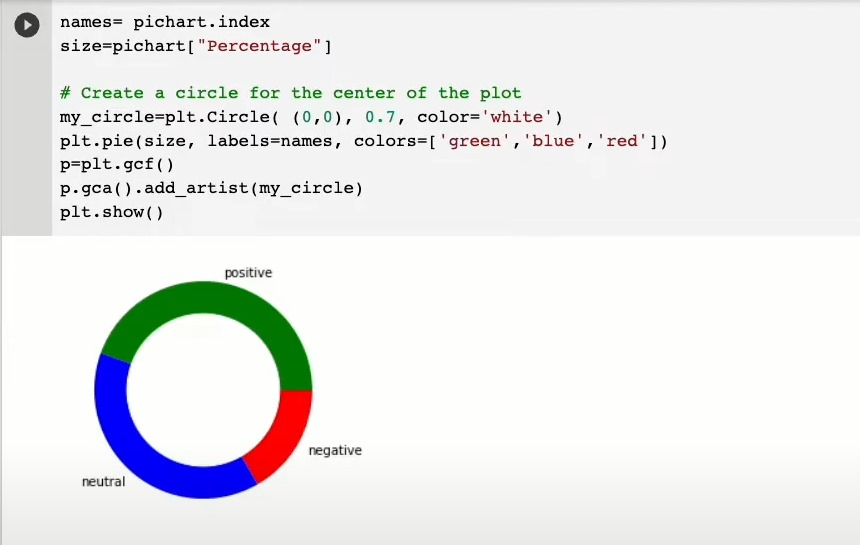 names= pichart.index
size=pichart["Percentage"]
# Create a circle for the center of the plot
my_circle=plt.Circle( (0,0), 0.7, color='white')
plt.pie(size, labels=names, colors=['green','blue','red'])
p=plt.gcf()
p.gca().add_artist(my_circle)
plt.show()
positive
negative
neutral